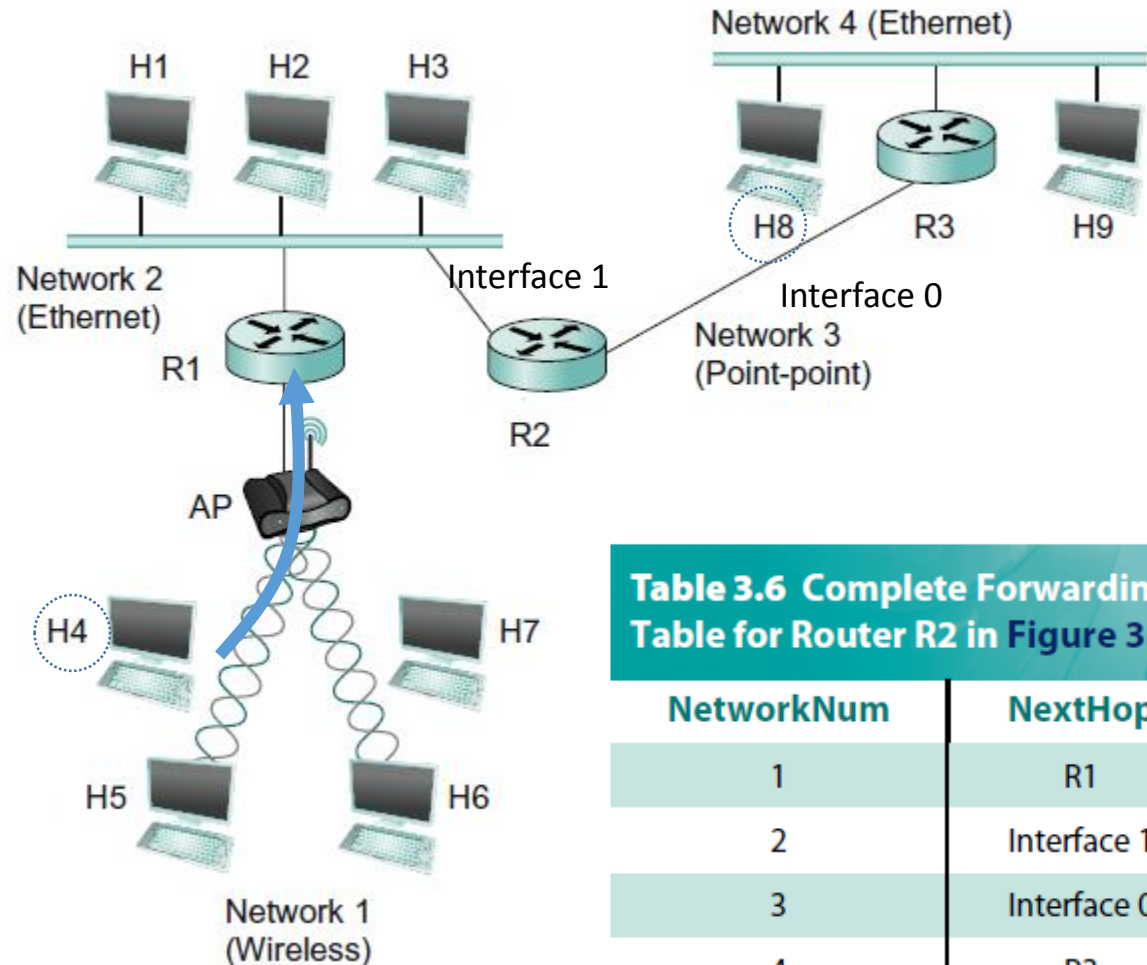 Network 4 (Ethernet)
H1
H2
H3
H8
R3
H9
Network 2
(Ethernet)
Interface 1
Interface 0
Network 3
(Point-point)
R1
R2
AP
H4
H7
H5
H6
Network 1
(Wireless)
Table 3.6 Complete Forwardin
Table for Router R2 in Figure 3
NetworkNum
NextHop
1
R1
2
Interface 1
3
Interface 0